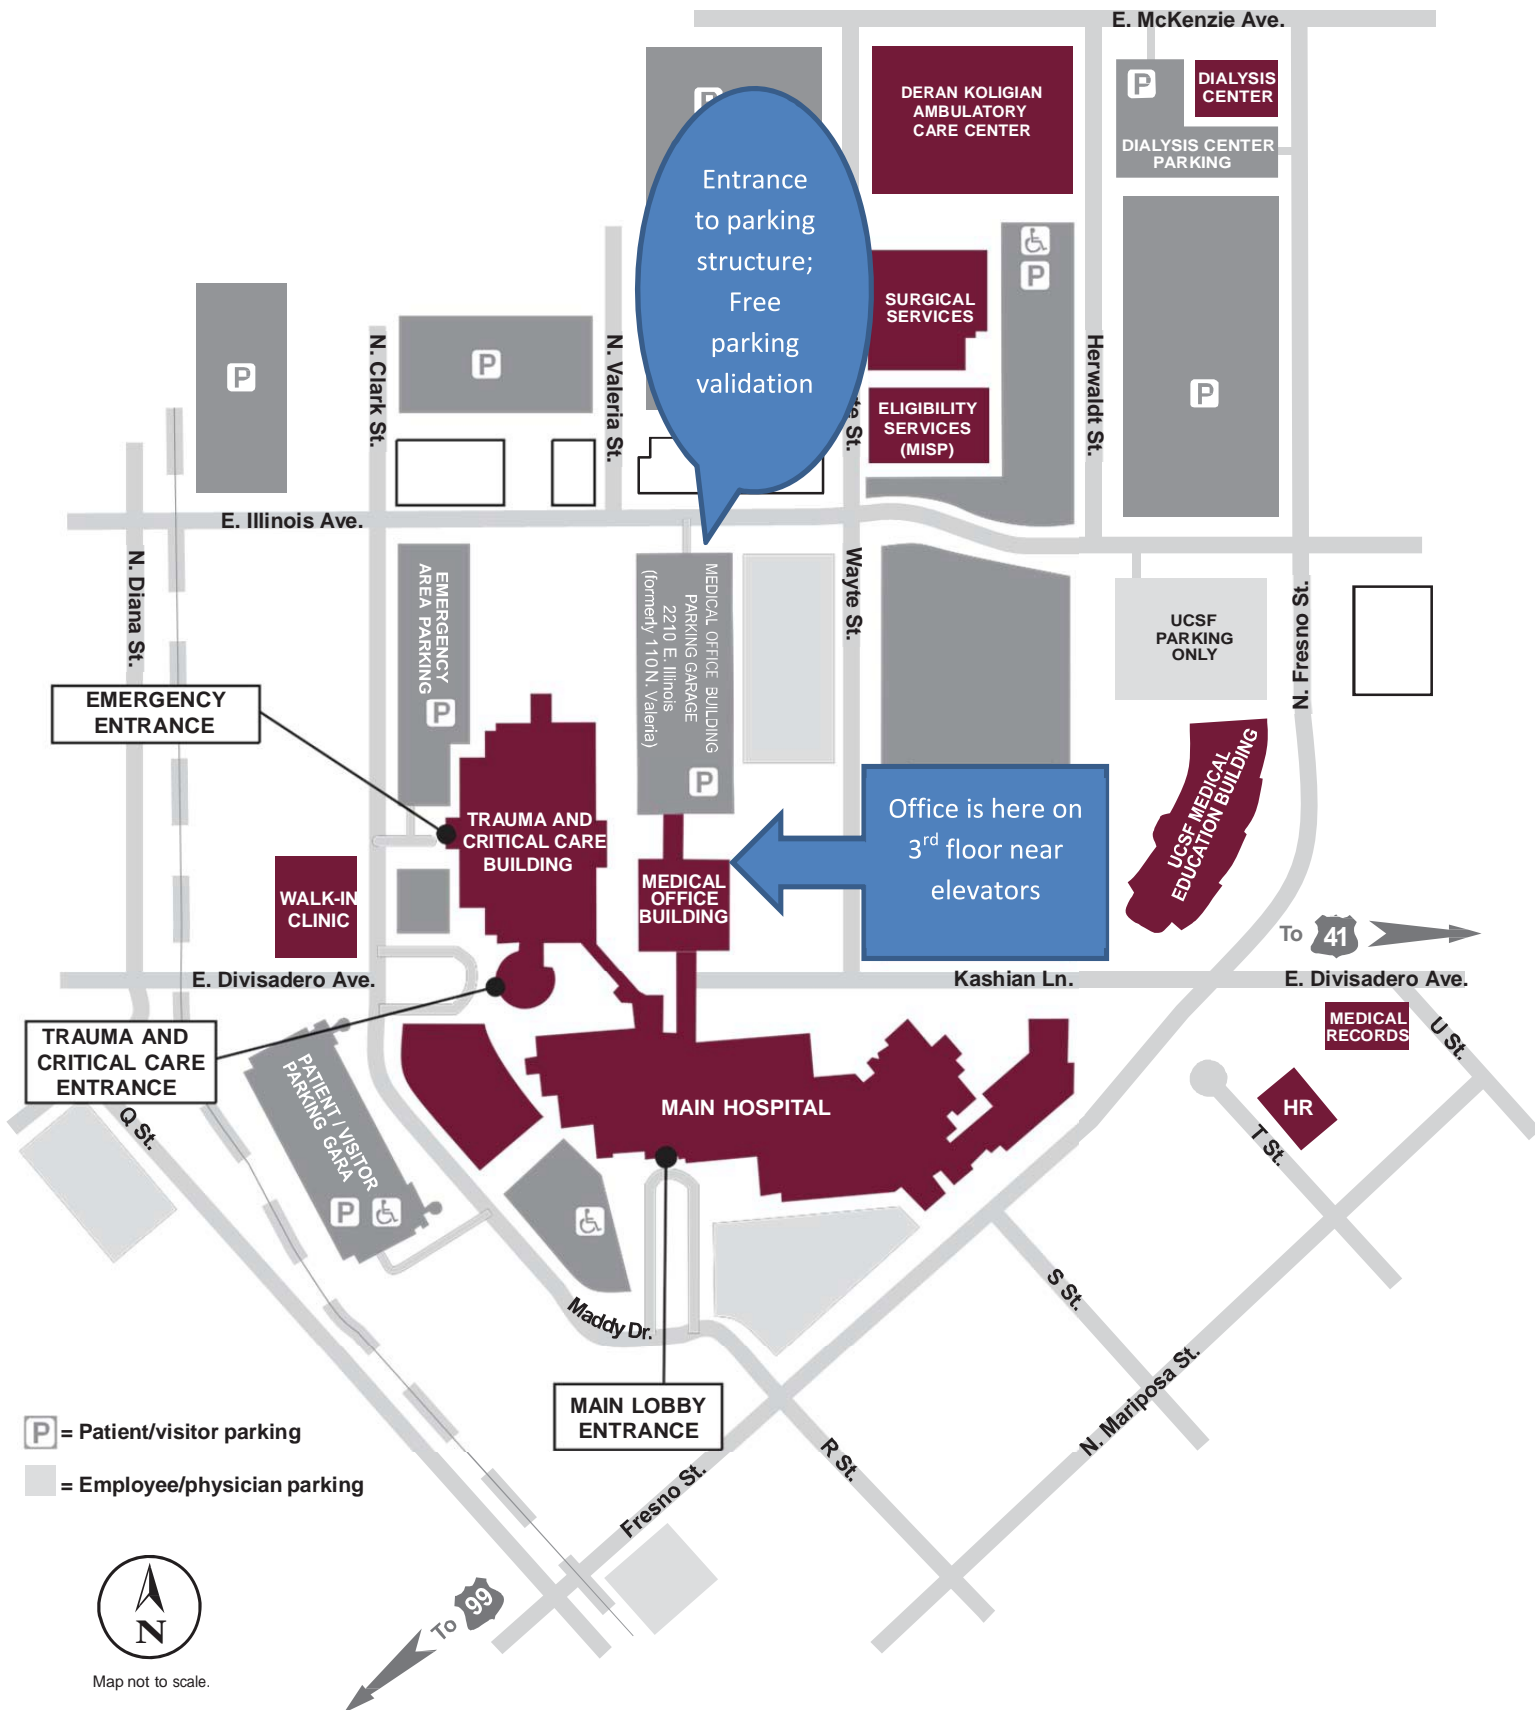 E. McKenzie Ave.
P
DERAN KOLIGIAN
AMBULATORY
CARE CENTER
P
DIALYSIS
CENTER
DIALYSIS CENTER
PARKING
Entrance
to parking
structure;
Free
parking
validation
P
SURGICAL
SERVICES
P
P
P
N. Clark St.
N. Valeria St.
Herwaldt St.
ELIGIBILITY
SERVICES
(MISP)
St.
E. Illinois Ave.
N. Diana St.
EMERGENCY
AREA PARKING
P
MEDICAL OFFICE BUILDING
PARKING GARAGE
2210 E. Illinois
(formerly 110 N. Valeria)
P
Wayte St.
UCSF
PARKING
ONLY
N. Fresno St.
EMERGENCY
ENTRANCE
TRAUMA AND
CRITICAL CARE
BUILDING
Office is here on
3rd floor near
elevators
UCSF MEDICAL
EDUCATION BUILDING
WALK-IN
CLINIC
MEDICAL
OFFICE
BUILDING
To 41
E. Divisadero Ave.
Kashian Ln.
E. Divisadero Ave.
TRAUMA AND
CRITICAL CARE
ENTRANCE
MEDICAL
RECORDS
U St.
PATIENT / VISITOR
PARKING GARA
P
MAIN HOSPITAL
HR
T St.
Q St.
S St.
Maddy Dr.
MAIN LOBBY
ENTRANCE
N. Mariposa St.
R St.
Fresno St.
P = Patient/visitor parking
= Employee/physician parking
N
To 99
Map not to scale.